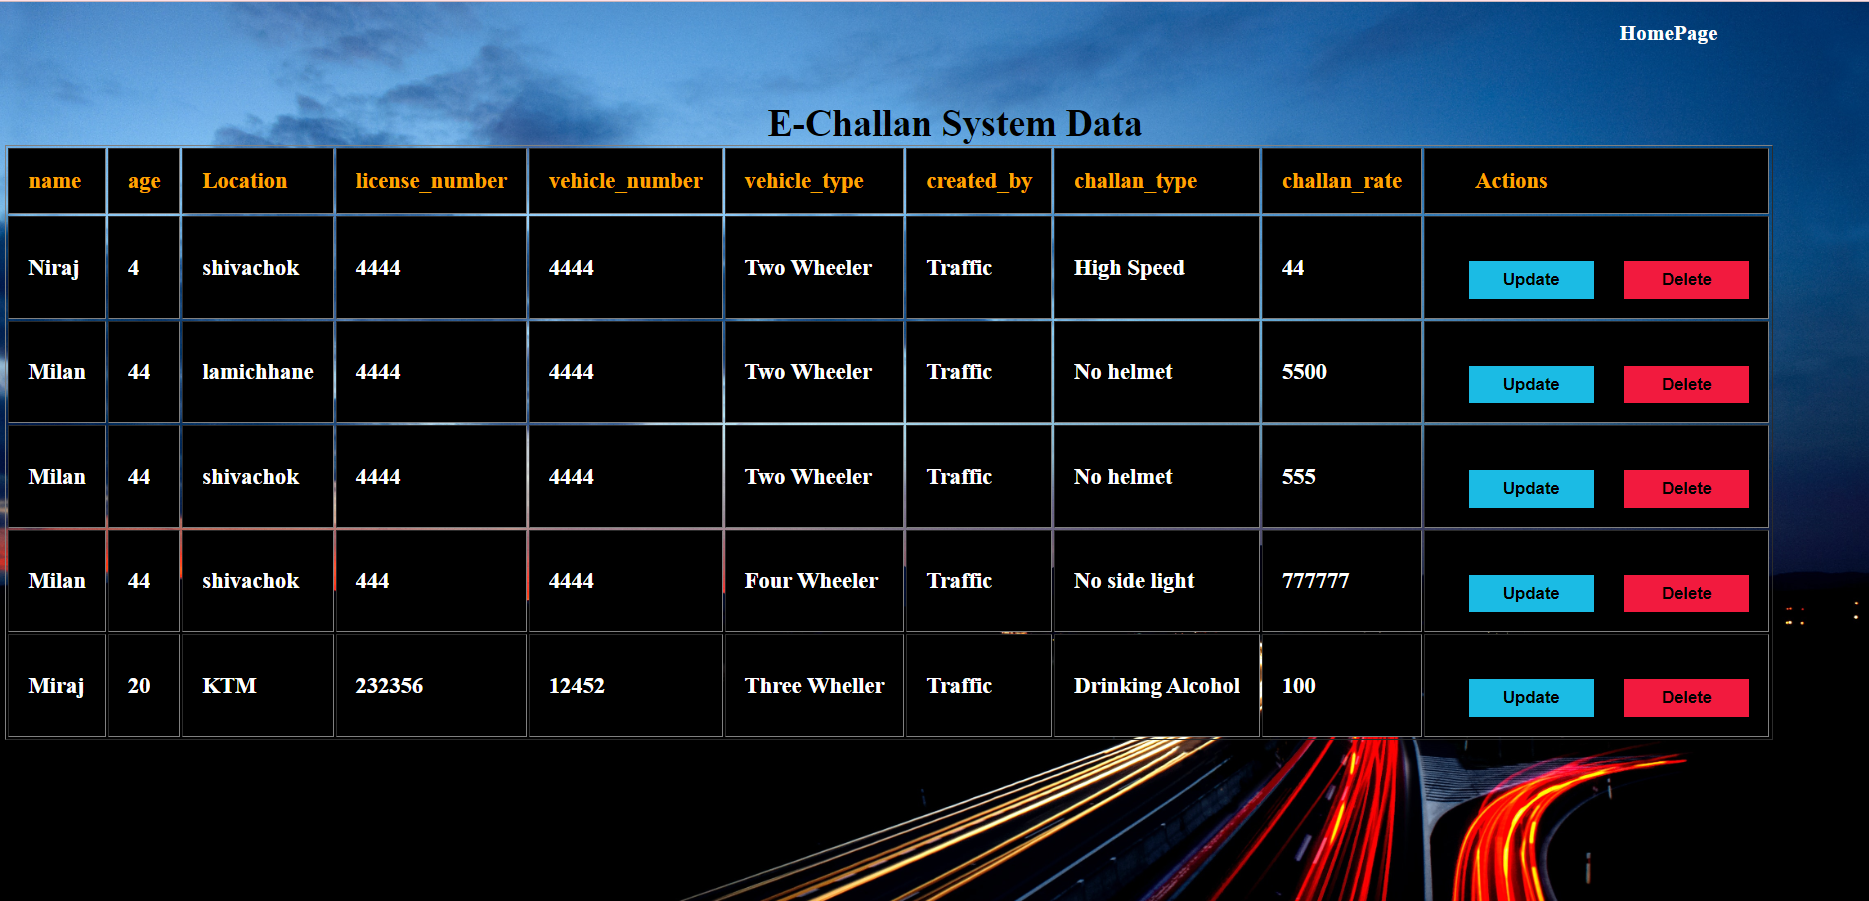 HomePage
E-Challan System Data
name age Location license_number vehicle_number vehicle_type created_by challan_type challan_rate Actions
Niraj 4 shivachok 4444 4444 Two Wheeler Traffic High Speed 44 Update Delete
Milan 44 lamichhane 4444 4444 Two Wheeler Traffic No helmet 5500 Update Delete
Milan 44 shivachok 4444 4444 Two Wheeler Traffic No helmet 555 Update Delete
Milan 44 shivachok 444 4444 Four Wheeler Traffic No side light 777777 Update Delete
Miraj 20 KTM 232356 12452 Three Wheller Traffic Drinking Alcohol 100 Update Delete